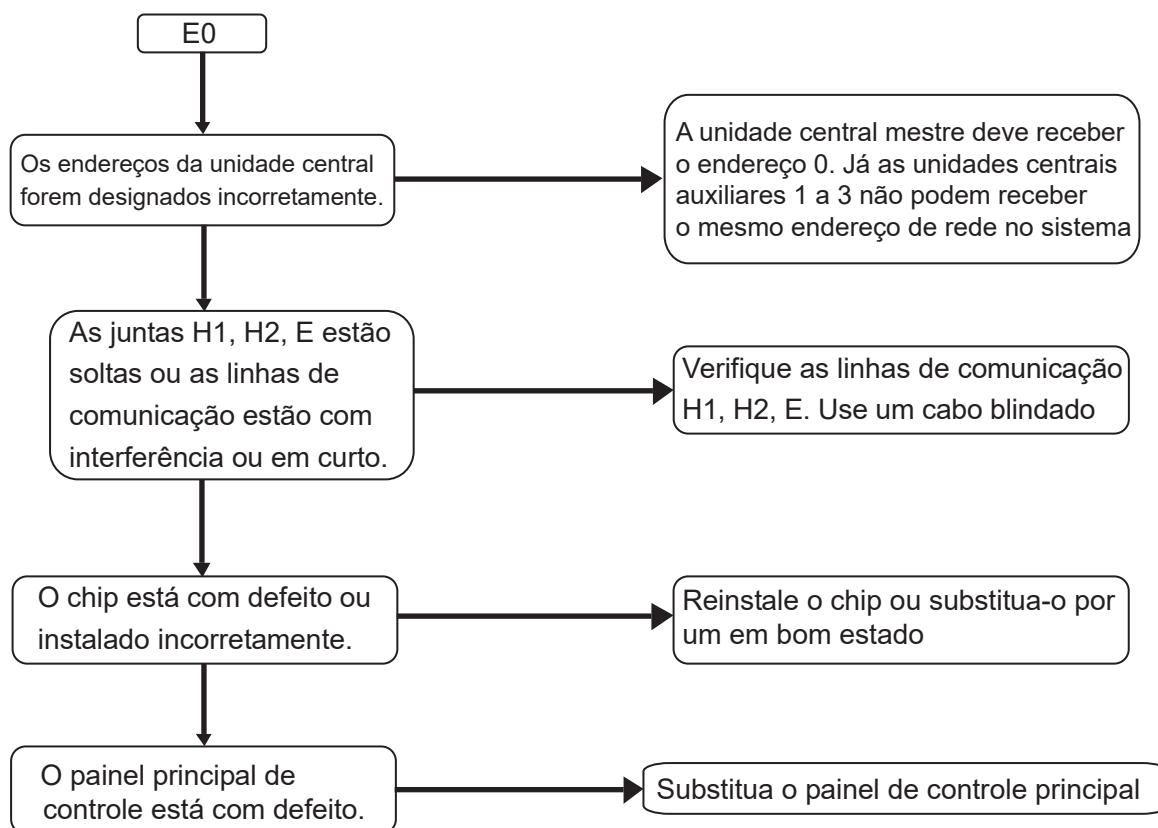 E0
Os endereços da unidade central
forem designados incorretamente.
A unidade central mestre deve receber
o endereço 0. Já as unidades centrais
auxiliares 1 a 3 não podem receber
o mesmo endereço de rede no sistema
As juntas H1, H2, E estão
soltas ou as linhas de
comunicação estão com
interferência ou em curto.
Verifique as linhas de comunicação
H1, H2, E. Use um cabo blindado
O chip está com defeito ou
instalado incorretamente.
Reinstale o chip ou substitua-o por
um em bom estado
O painel principal de
controle está com defeito.
Substitua o painel de controle principal